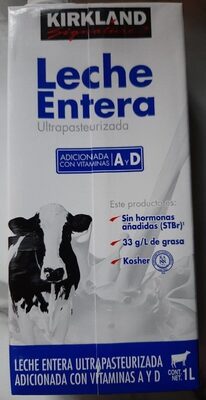 KIRKLAND
Signature
Leche
Entera
Ultrapasteurizada
ADICIONADA
CON VITAMINAS A y D
Este producto es:
Sin hormonas
añadidas (STBr)
33 g/L de grasa
Kosher
LECHE ENTERA ULTRAPASTEURIZADA
ADICIONADA CON VITAMINAS A Y D
CONT.
NET. 1L